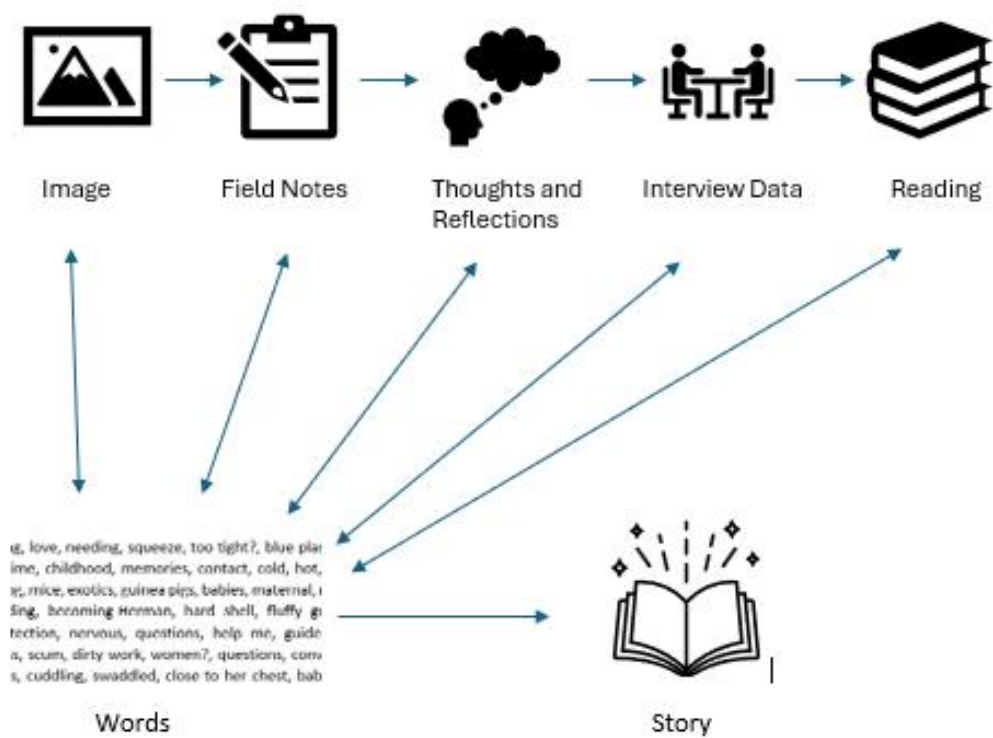 Image
Field Notes
Thoughts and
Reflections
Interview Data
Reading
love, needing, squeeze, too tight?, blue
childhood, memories, contact, cold, hot,
mice, exotics, guinea pigs, babies, maternal,
becoming Herman, hard shell, fluffy
nervous, questions, help me, guide
scum, dirty work, women?, questions,
cuddling, swaddled, close to her chest,
Words
Story